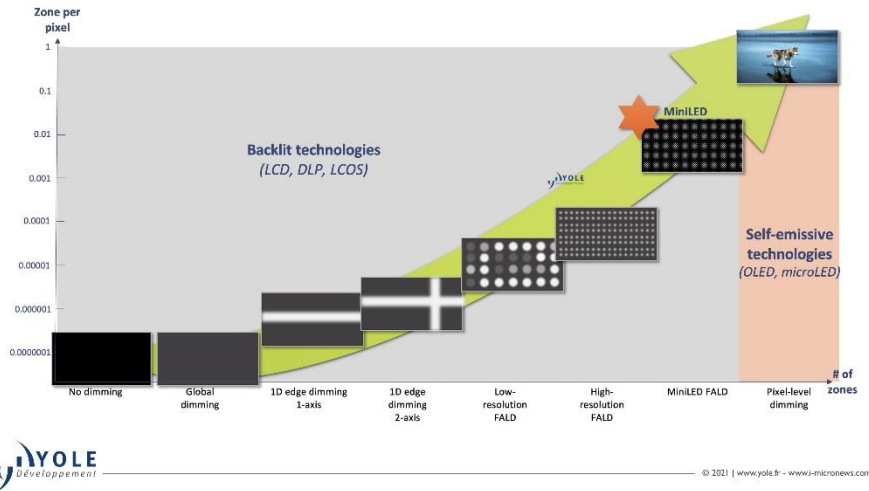 Zone per
pixel
1
0.1
0.01
0.001
0.0001
0.00001
0.000001
0.0000001
Backlit technologies
(LCD, DLP, LCOS)
MiniLED
YOLE
Développement
Self-emissive
technologies
(OLED, microLED)
# of
zones
No dimming
Global
dimming
1D edge dimming
1-axis
1D edge
dimming
2-axis
Low-
resolution
FALD
High-
resolution
FALD
MiniLED FALD
Pixel-level
dimming
YOLE
Développement
© 2021 | www.yole.fr - www.i-micronews.com